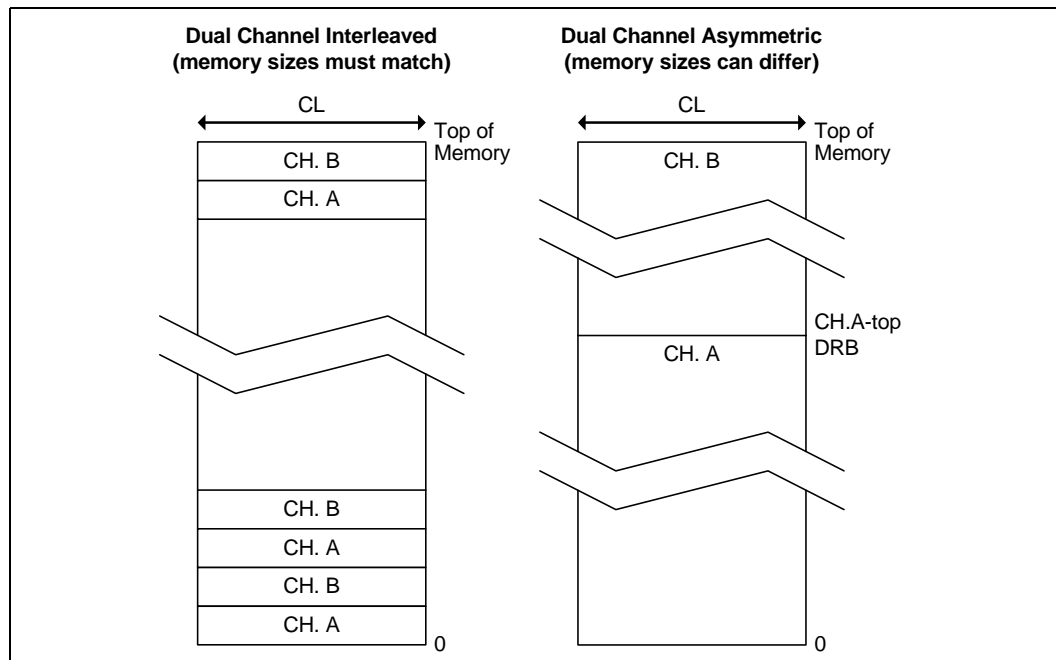 Dual Channel Interleaved
(memory sizes must match)
CL
Top of
Memory
CH. B
CH. A
CH. B
CH. A
CH. B
CH. A
0
Dual Channel Asymmetric
(memory sizes can differ)
CL
Top of
Memory
CH. B
CH.A-top
DRB
CH. A
0